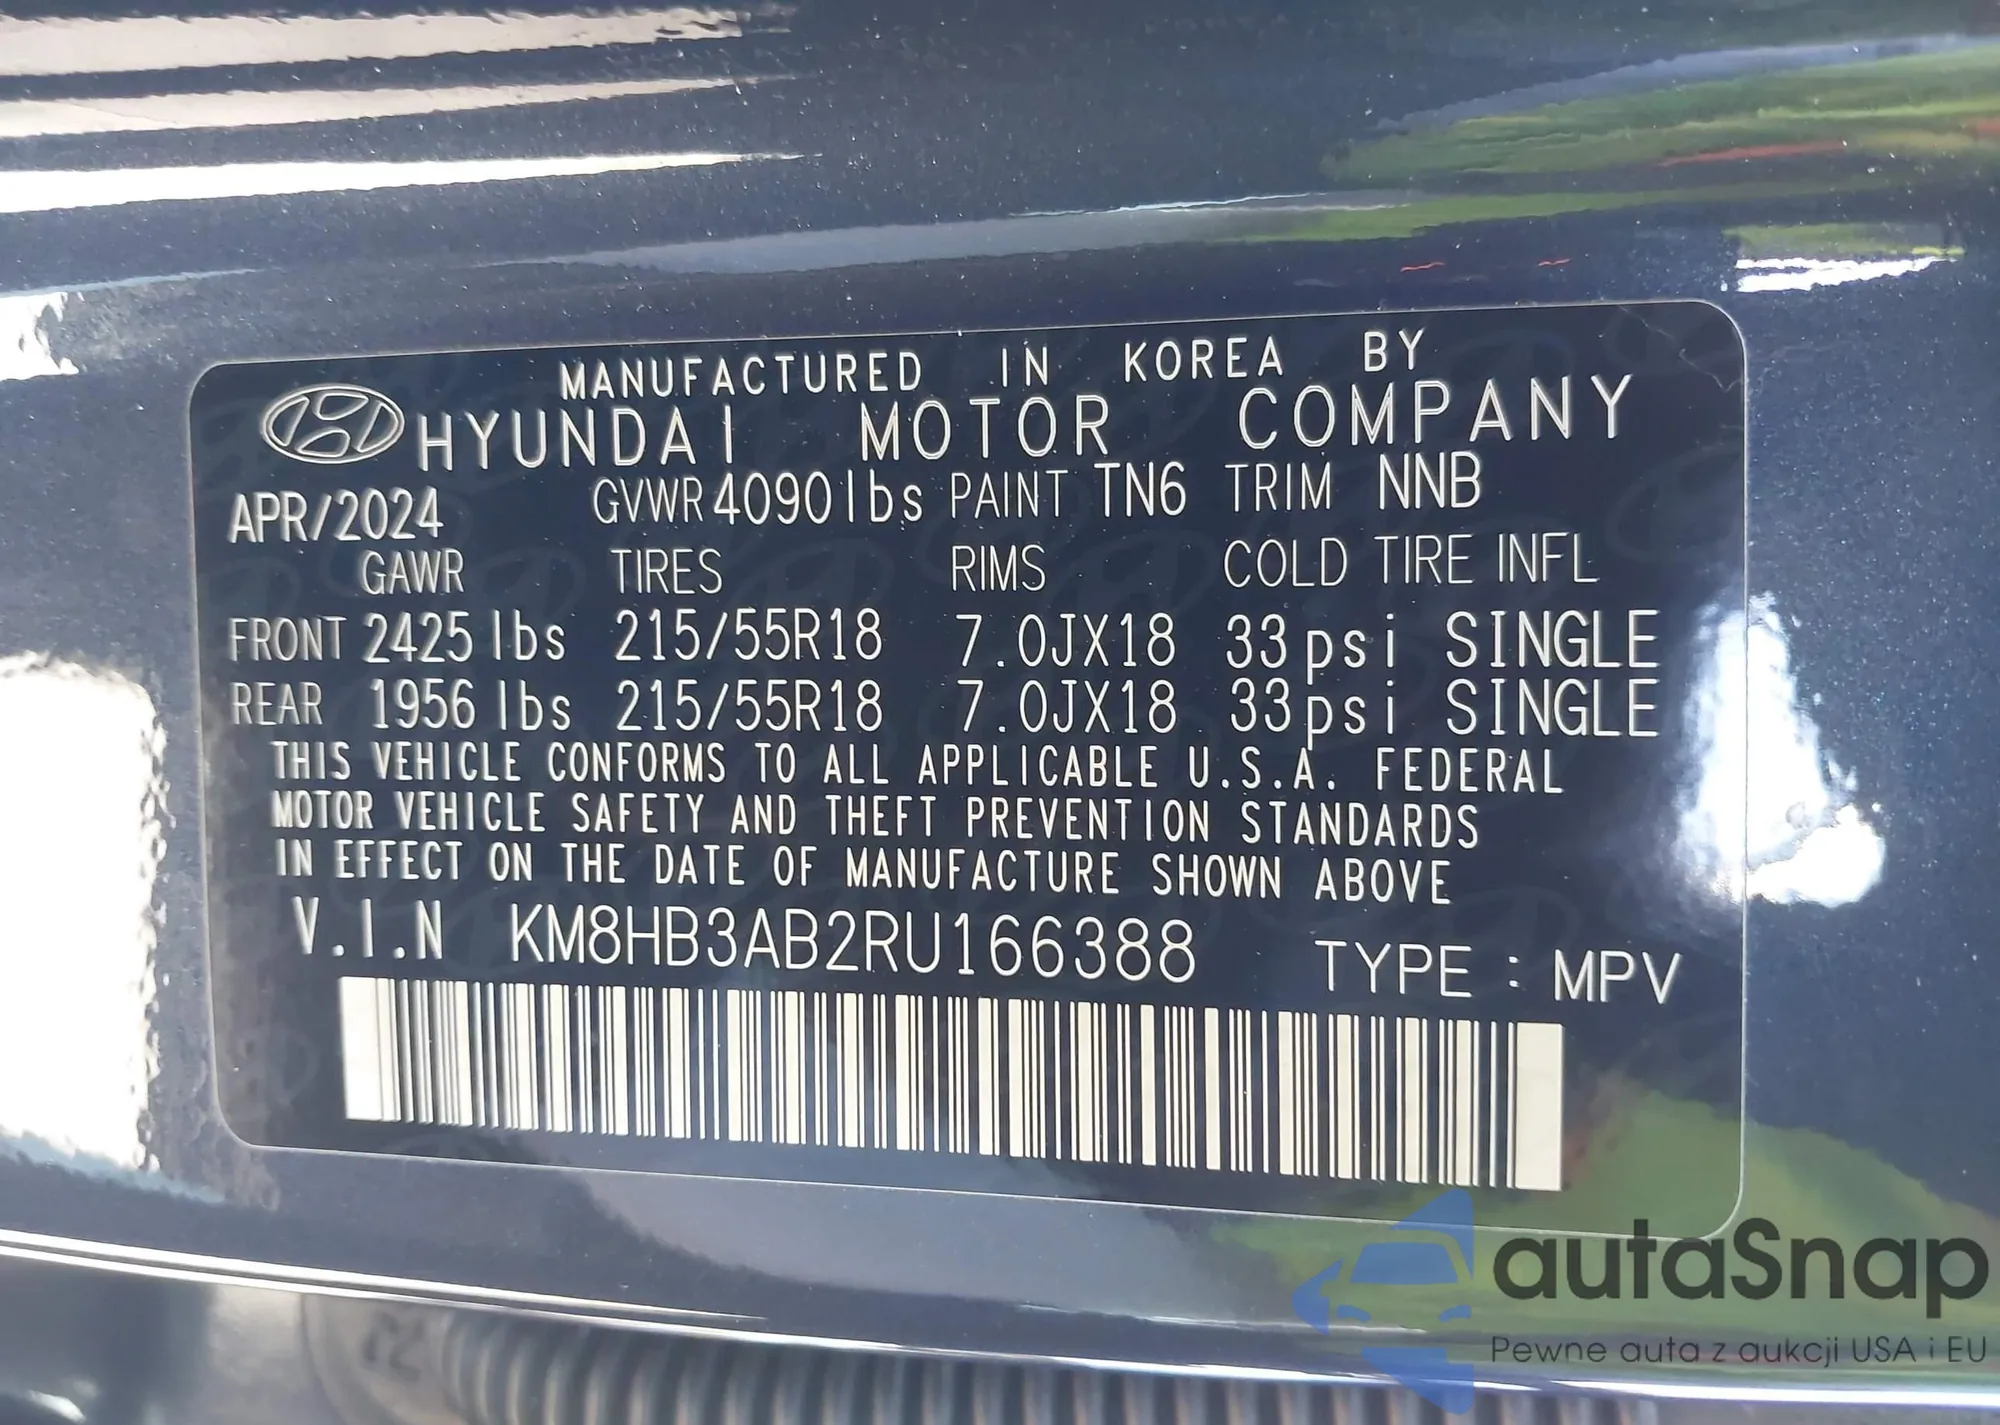 MANUFACTURED IN KOREA BY
HYUNDAI MOTOR COMPANY
APR/2024 GVWR 4090lbs PAINT TN6 TRIM NNB
GAWR TIRES RIMS COLD TIRE INFL
FRONT 2425 lbs 215/55R18 7.0JX18 33psi SINGLE
REAR 1956 lbs 215/55R18 7.0JX18 33psi SINGLE
THIS VEHICLE CONFORMS TO ALL APPLICABLE U.S.A. FEDERAL
MOTOR VEHICLE SAFETY AND THEFT PREVENTION STANDARDS
IN EFFECT ON THE DATE OF MANUFACTURE SHOWN ABOVE
V.I.N KM8HB3AB2RU166388 TYPE : MPV
autaSnap
Pewne auta z aukcji USA i EU